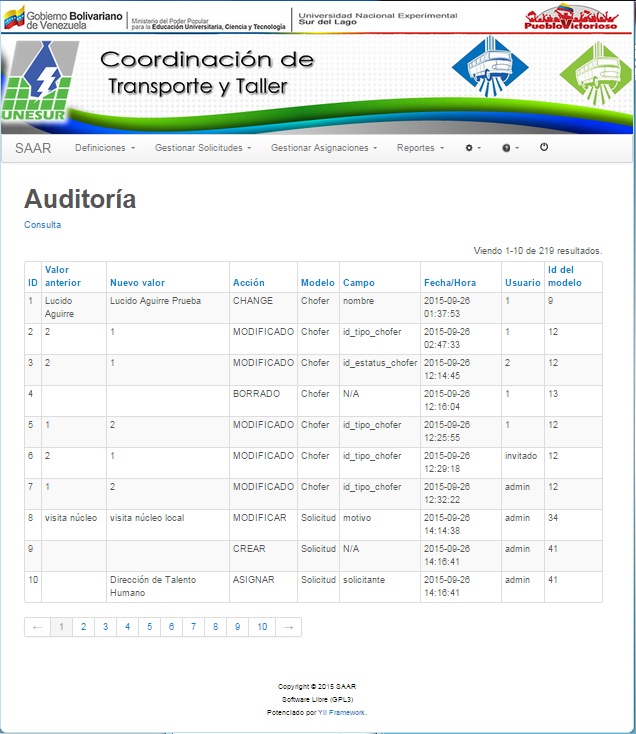 Gobierno Bolivariano de Venezuela
Ministerio del Poder Popular
para la Educación Universitaria, Ciencia y Tecnología
Universidad Nacional Experimental
Sur del Lago
PuebloVictorioso
UNESUR
Coordinación de
Transporte y Taller
SAAR Definiciones Gestionar Solicitudes Gestionar Asignaciones Reportes
Auditoría
Consulta
Viendo 1-10 de 219 resultados.
ID Valor anterior Nuevo valor Acción Modelo Campo Fecha/Hora Usuario Id del modelo
1 Lucido Aguirre Lucido Aguirre Prueba CHANGE Chofer nombre 2015-09-26 01:37:53 1 9
2 2 1 MODIFICADO Chofer id_tipo_chofer 2015-09-26 02:47:33 1 12
3 2 1 MODIFICADO Chofer id_estatus_chofer 2015-09-26 12:14:45 2 12
4 BORRADO Chofer N/A 2015-09-26 12:16:04 1 13
5 1 2 MODIFICADO Chofer id_tipo_chofer 2015-09-26 12:25:55 1 12
6 2 1 MODIFICADO Chofer id_tipo_chofer 2015-09-26 12:29:18 invitado 12
7 1 2 MODIFICADO Chofer id_tipo_chofer 2015-09-26 12:32:22 admin 12
8 visita núcleo visita núcleo local MODIFICAR Solicitud motivo 2015-09-26 14:14:38 admin 34
9 CREAR Solicitud N/A 2015-09-26 14:16:41 admin 41
10 Dirección de Talento Humano ASIGNAR Solicitud solicitante 2015-09-26 14:16:41 admin 41
← 1 2 3 4 5 6 7 8 9 10 →
Copyright © 2015 SAAR
Software Libre (GPL3)
Potenciado por Yii Framework.